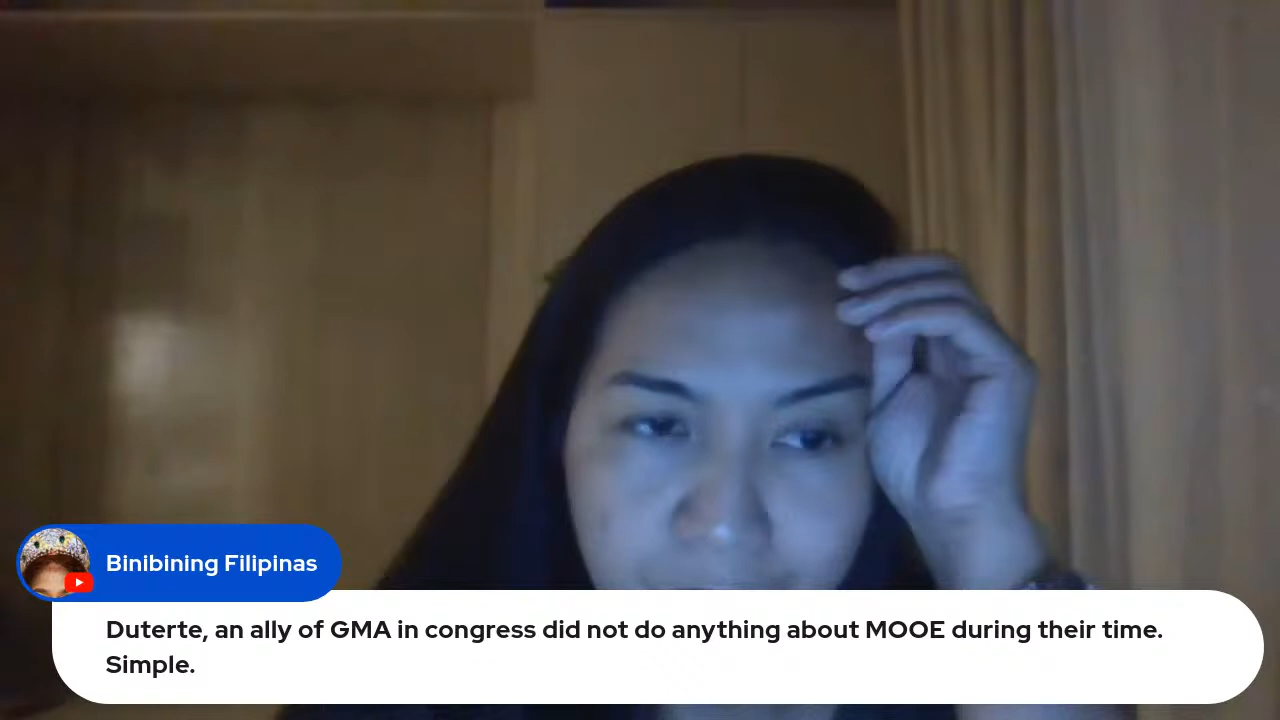 Binibining Filipinas
Duterte, an ally of GMA in congress did not do anything about MOOE during their time.
Simple.